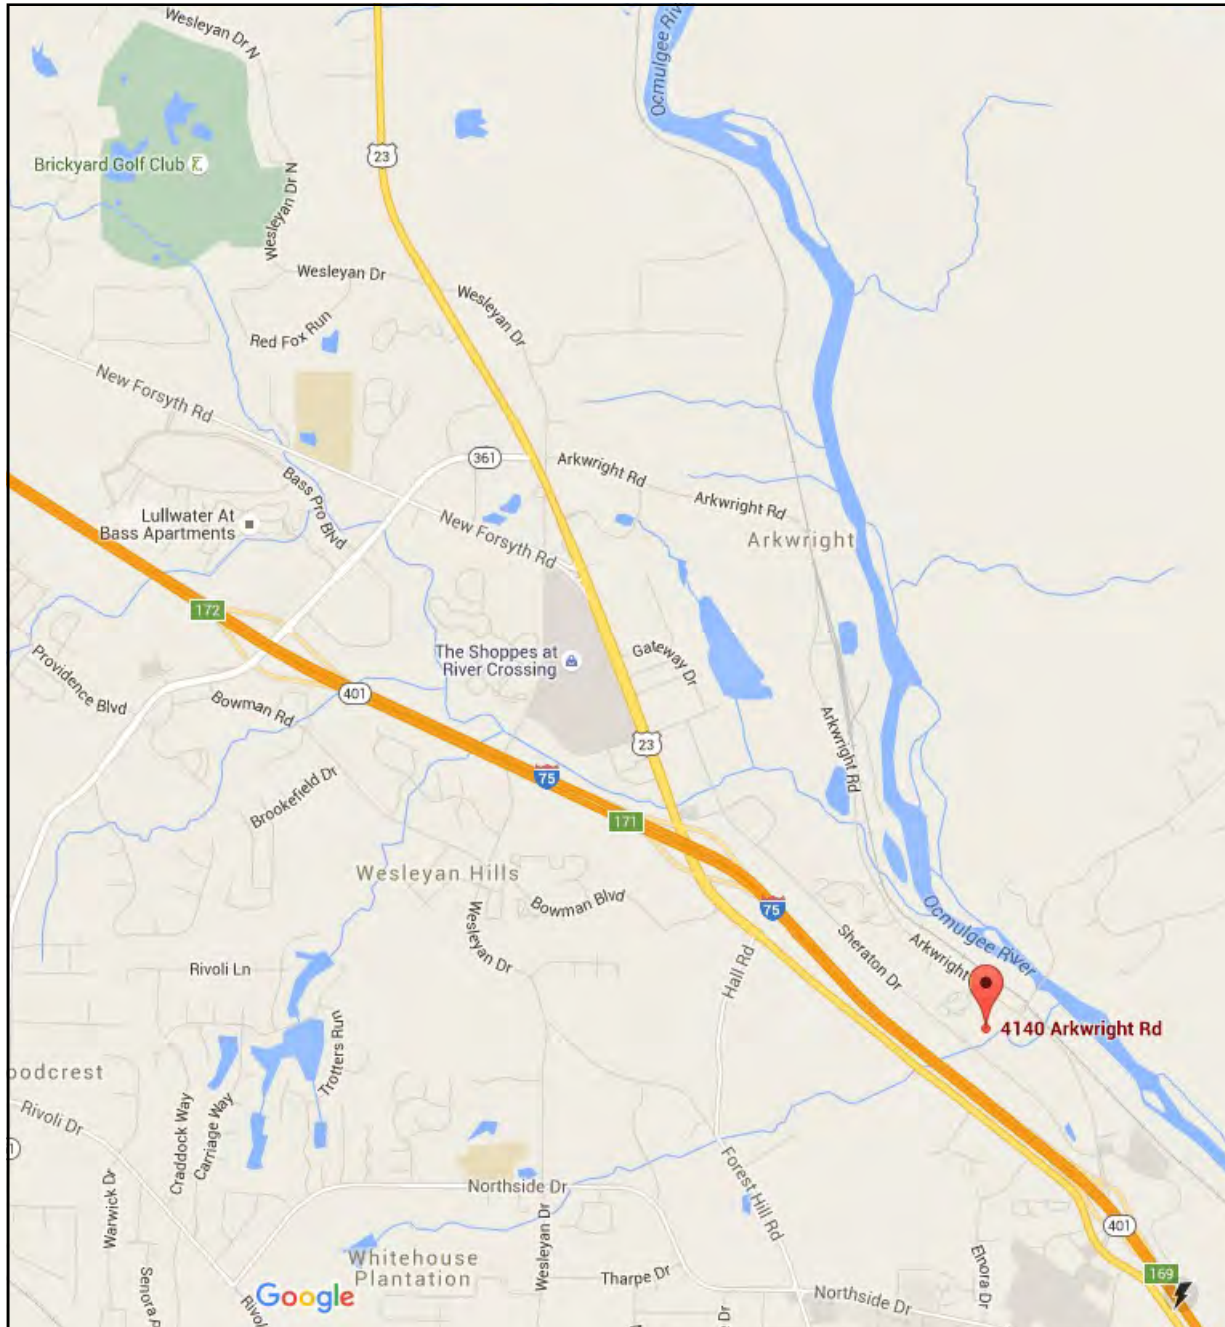 Wesleyan Dr N
Ocmulgee Riv
23
Brickyard Golf Club
Wesleyan Dr N
Wesleyan Dr
Wesleyan Dr
Red Fox Run
New Forsyth Rd
361
Arkwright Rd
Arkwright Rd
Bass Pro Blvd
Lullwater At
Bass Apartments
New Forsyth Rd
Arkwright
172
The Shoppes at
River Crossing
Gateway Dr
Providence Blvd
401
Bowman Rd
23
Arkwright Rd
75
Brookefield Dr
171
Wesleyan Hills
Bowman Blvd
75
Ocmulgee River
Wesleyan Dr
Sheraton Dr
Arkwright
Hall Rd
Rivoli Ln
4140 Arkwright Rd
Trotters Run
oodcrest
Rivoli Dr
Craddock Way
Carriage Way
Warwick Dr
Northside Dr
Forest Hill Rd
Wesleyan Dr
401
Whitehouse
Plantation
Elnora Dr
169
Senora
Tharpe Dr
Google
Northside Dr
Rivo
Dr